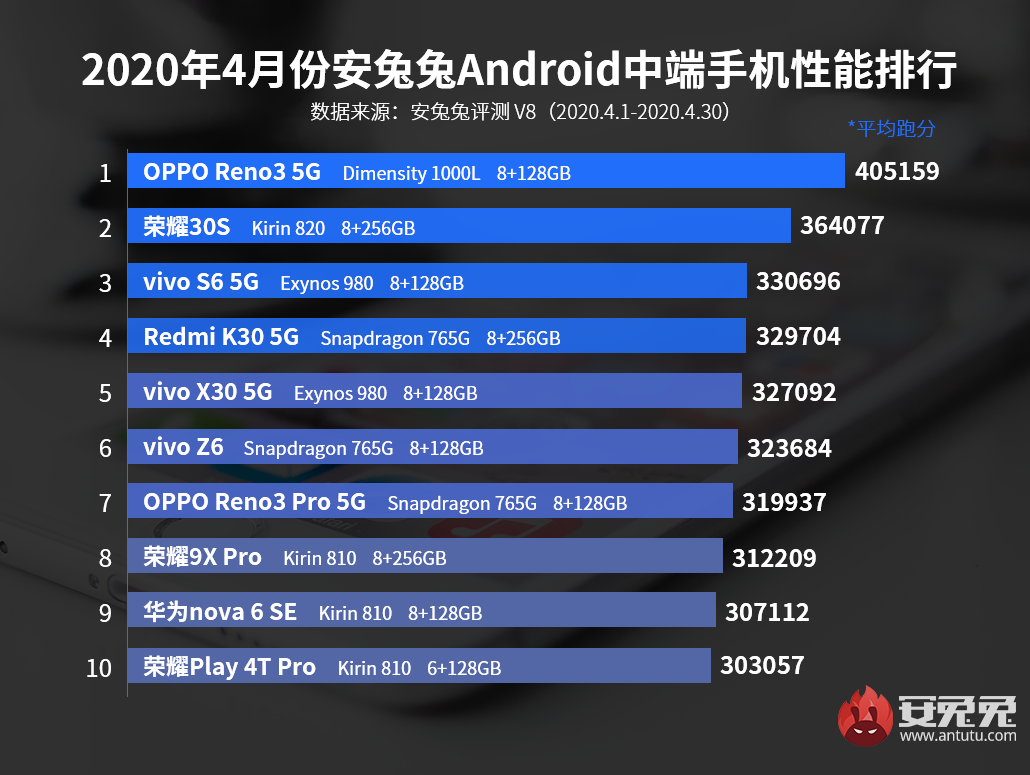 2020年4月份安兔兔Android中端手机性能排行
数据来源：安兔兔评测 V8（2020.4.1-2020.4.30）
*平均跑分
1 OPPO Reno3 5G Dimensity 1000L 8+128GB 405159
2 荣耀30S Kirin 820 8+256GB 364077
3 vivo S6 5G Exynos 980 8+128GB 330696
4 Redmi K30 5G Snapdragon 765G 8+256GB 329704
5 vivo X30 5G Exynos 980 8+128GB 327092
6 vivo Z6 Snapdragon 765G 8+128GB 323684
7 OPPO Reno3 Pro 5G Snapdragon 765G 8+128GB 319937
8 荣耀9X Pro Kirin 810 8+256GB 312209
9 华为nova 6 SE Kirin 810 8+128GB 307112
10 荣耀Play 4T Pro Kirin 810 6+128GB 303057
安兔兔
www.antutu.com